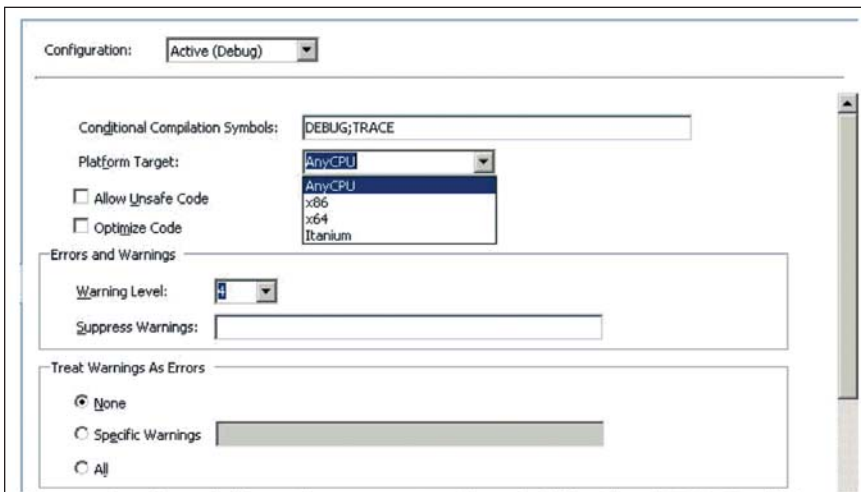 Configuration: Active (Debug)
Conditional Compilation Symbols: DEBUG;TRACE
Platform Target: AnyCPU
AnyCPU
x86
x64
Itanium
Allow Unsafe Code
Optimize Code
Errors and Warnings
Warning Level: 4
Suppress Warnings:
Treat Warnings As Errors
None
Specific Warnings
All